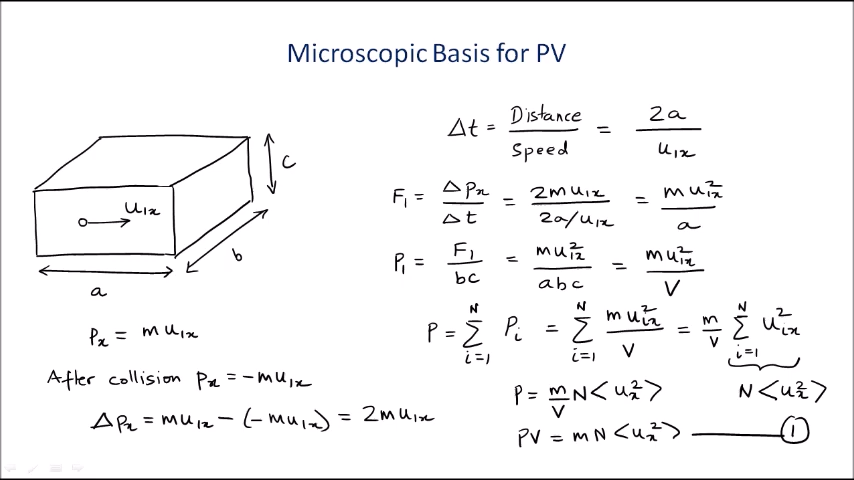 Microscopic Basis for PV
Δt = Distance / Speed = 2a / u₁ₓ
c
u₁ₓ
b
a
F₁ = Δpₓ / Δt = 2mu₁ₓ / 2a/u₁ₓ = mu₁ₓ² / a
P₁ = F₁ / bc = mu₁ₓ² / abc = mu₁ₓ² / V
pₓ = mu₁ₓ
P = Σ_{i=1}^{N} Pᵢ = Σ_{i=1}^{N} muᵢₓ² / V = m/V Σ_{i=1}^{N} uᵢₓ²
After collision pₓ = -mu₁ₓ
Δpₓ = mu₁ₓ - (-mu₁ₓ) = 2mu₁ₓ
N<uₓ²>
P = m/V N<uₓ²>
PV = mN<uₓ²> ——— ①